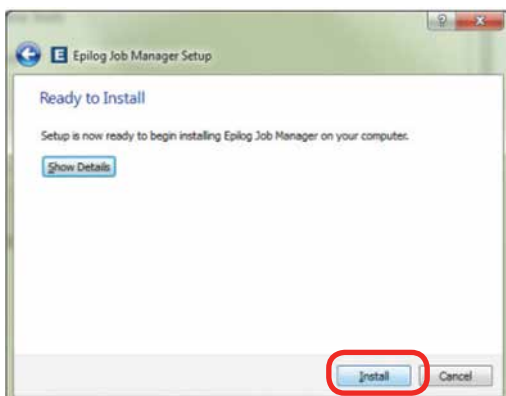 Epilog Job Manager Setup
Ready to Install
Setup is now ready to begin installing Epilog Job Manager on your computer.
Show Details
Install
Cancel